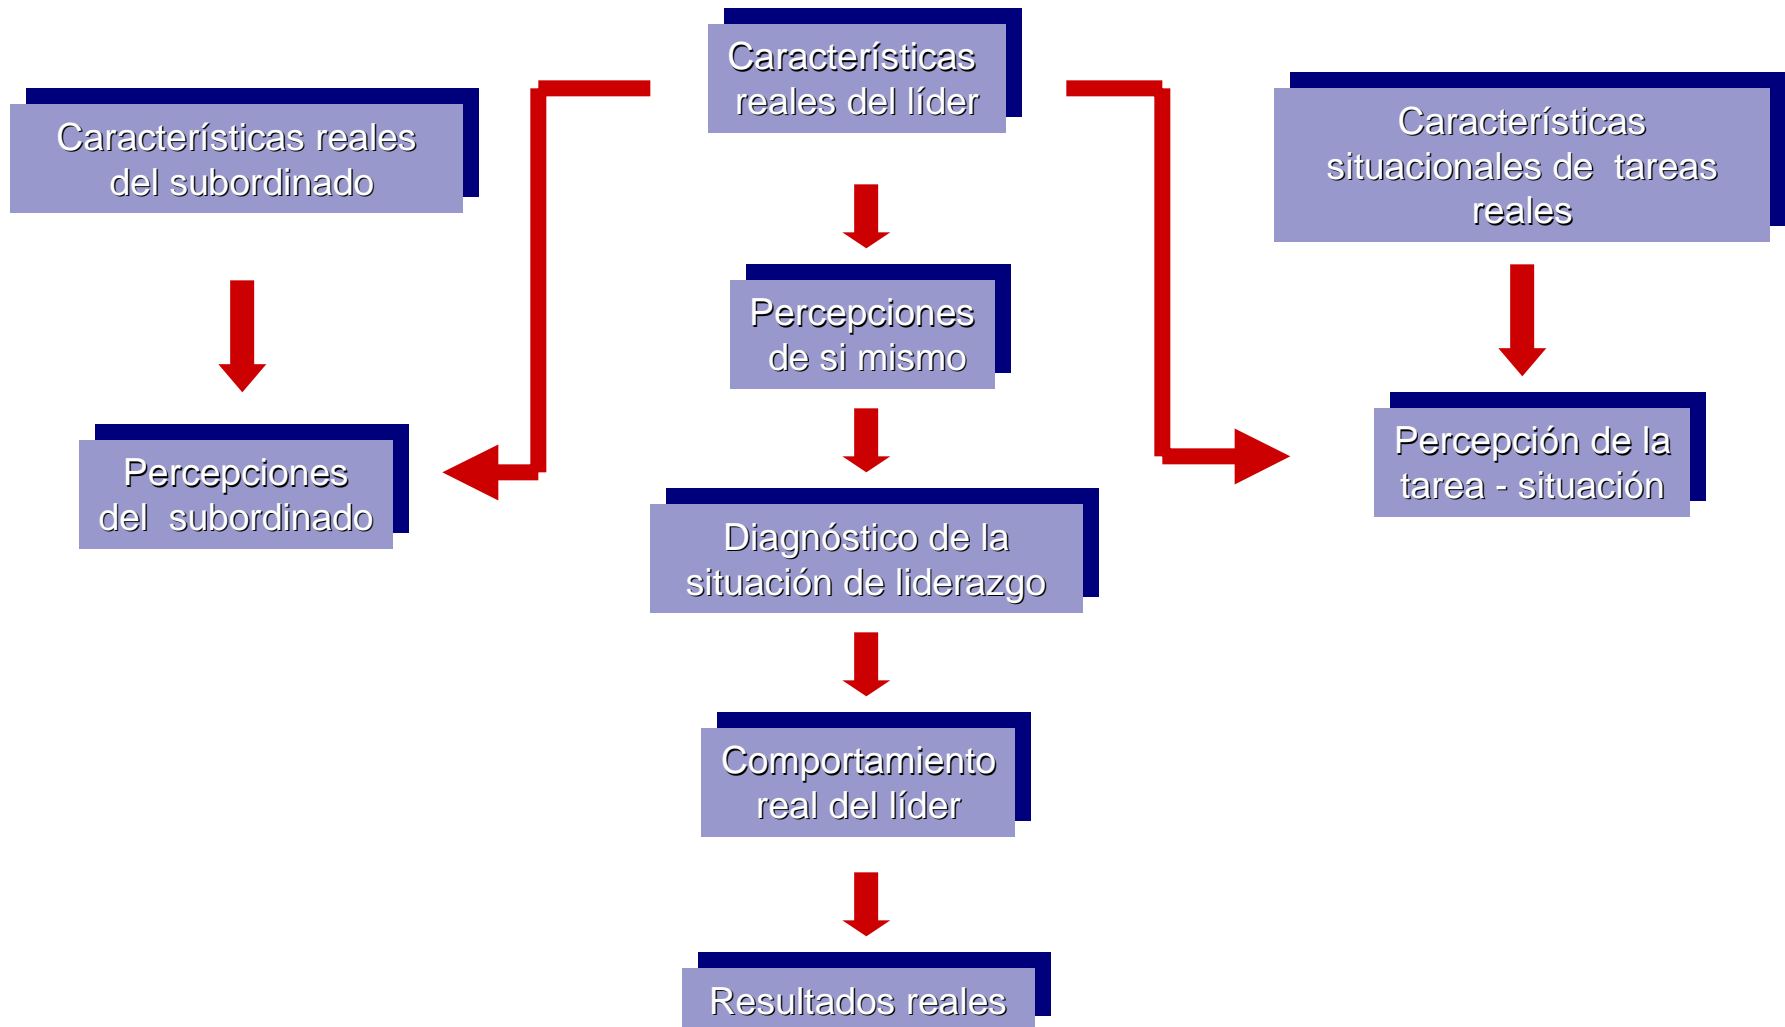 Características
reales del líder
Características reales
del subordinado
Características
situacionales de tareas
reales
Percepciones
de si mismo
Percepciones
del subordinado
Percepción de la
tarea - situación
Diagnóstico de la
situación de liderazgo
Comportamiento
real del líder
Resultados reales